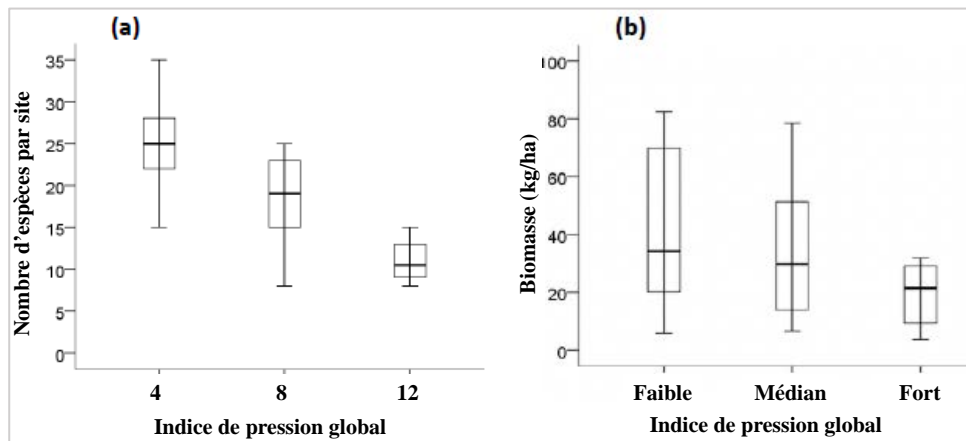 (a)
Nombre d'espèces par site
35
30
25
20
15
10
5
0
4 8 12
Indice de pression global
(b)
Biomasse (kg/ha)
100
80
60
40
20
0
Faible Médian Fort
Indice de pression global